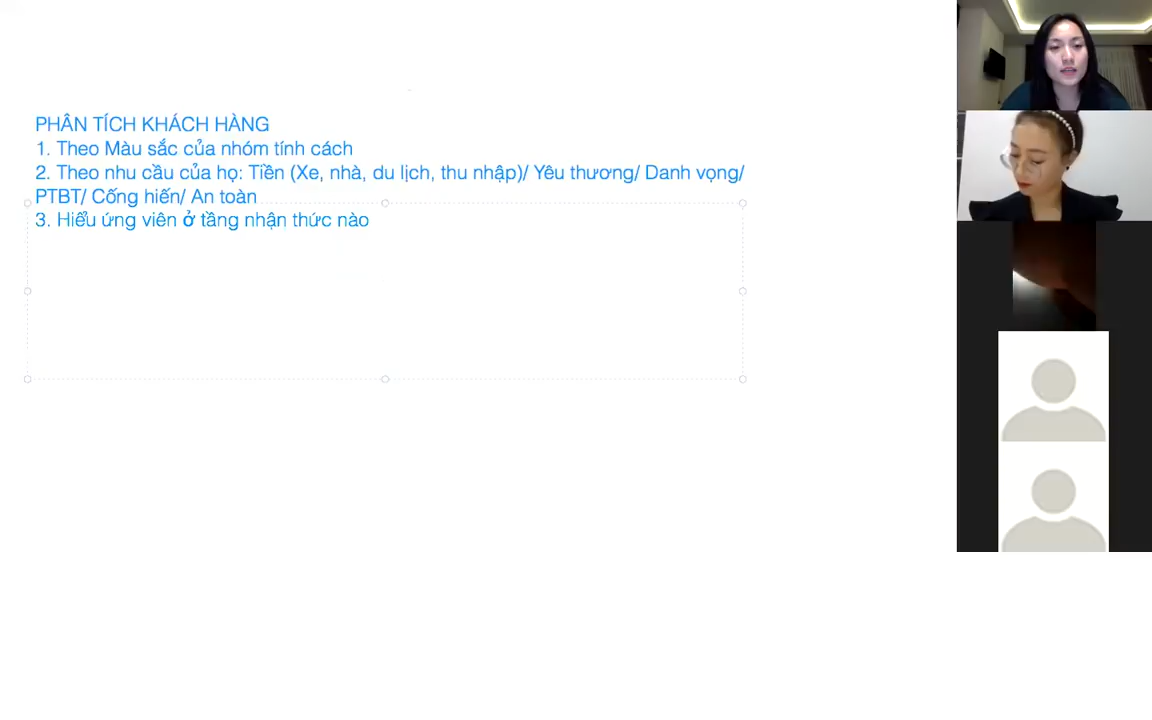 PHÂN TÍCH KHÁCH HÀNG
1. Theo Màu sắc của nhóm tính cách
2. Theo nhu cầu của họ: Tiền (Xe, nhà, du lịch, thu nhập)/ Yêu thương/ Danh vọng/
PTBT/ Cống hiến/ An toàn
3. Hiểu ứng viên ở tầng nhận thức nào